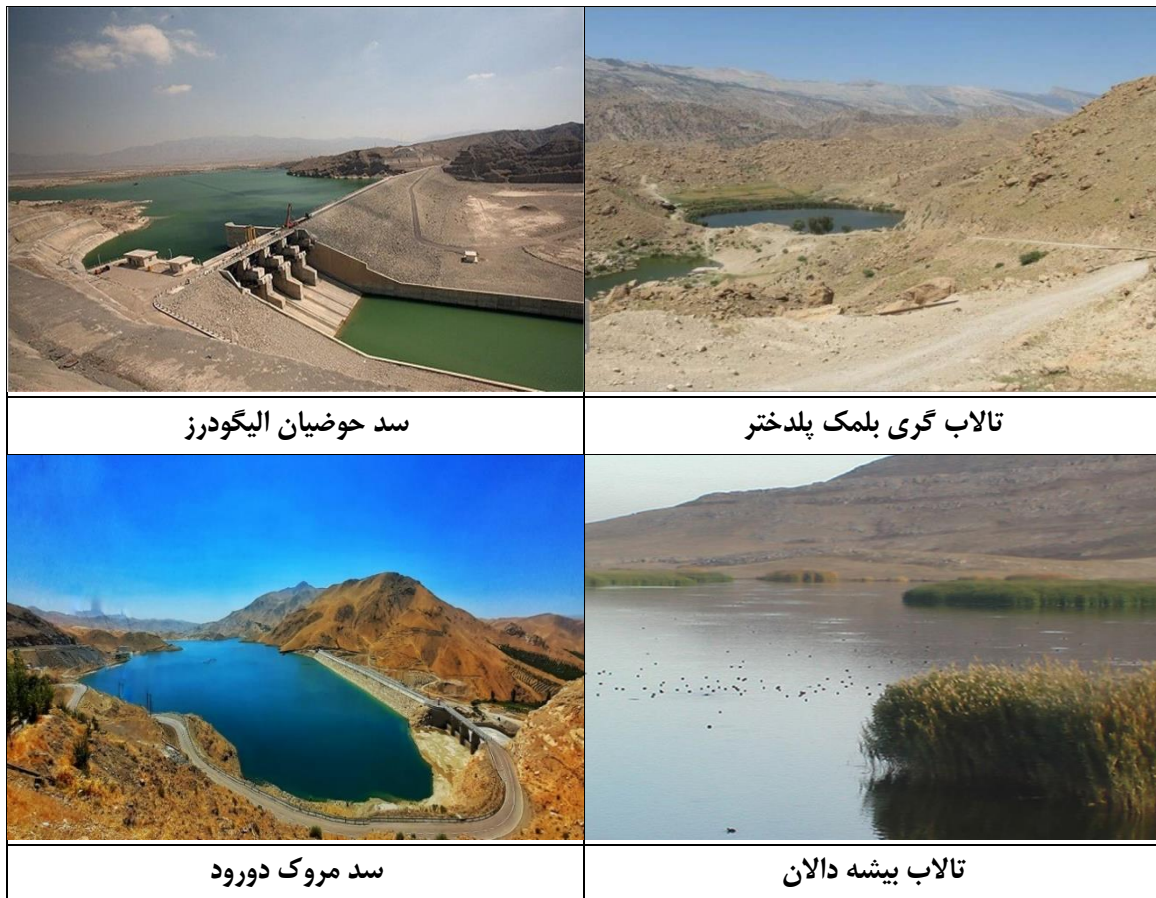 تالاب گری بلمک پلدختر
سد حوضیان الیگودرز
تالاب بیشه دالان
سد مروک دورود